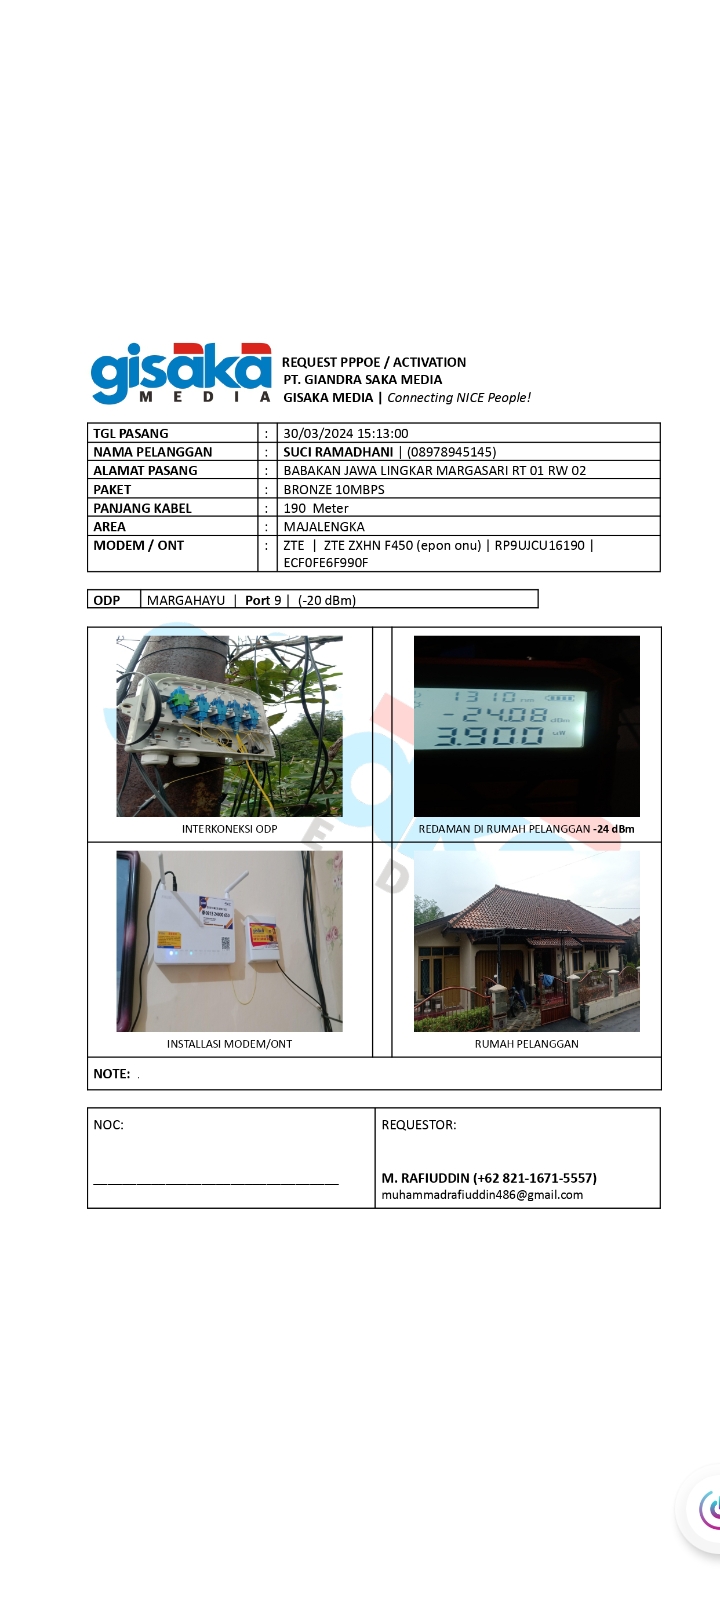 gisaka
MEDIA
REQUEST PPPOE / ACTIVATION
PT. GIANDRA SAKA MEDIA
GISAKA MEDIA | Connecting NICE People!
TGL PASANG : 30/03/2024 15:13:00
NAMA PELANGGAN : SUCI RAMADHANI | (08978945145)
ALAMAT PASANG : BABAKAN JAWA LINGKAR MARGASARI RT 01 RW 02
PAKET : BRONZE 10MBPS
PANJANG KABEL : 190 Meter
AREA : MAJALENGKA
MODEM / ONT : ZTE | ZTE ZXHN F450 (epon onu) | RP9UJCU16190 |
ECF0FE6F990F
ODP MARGAHAYU | Port 9 | (-20 dBm)
1310
-24.08 dBm
3.900 uW
INTERKONEKSI ODP
REDAMAN DI RUMAH PELANGGAN -24 dBm
INSTALLASI MODEM/ONT
RUMAH PELANGGAN
NOTE: .
NOC:
REQUESTOR:
M. RAFIUDDIN (+62 821-1671-5557)
muhammadrafiuddin486@gmail.com